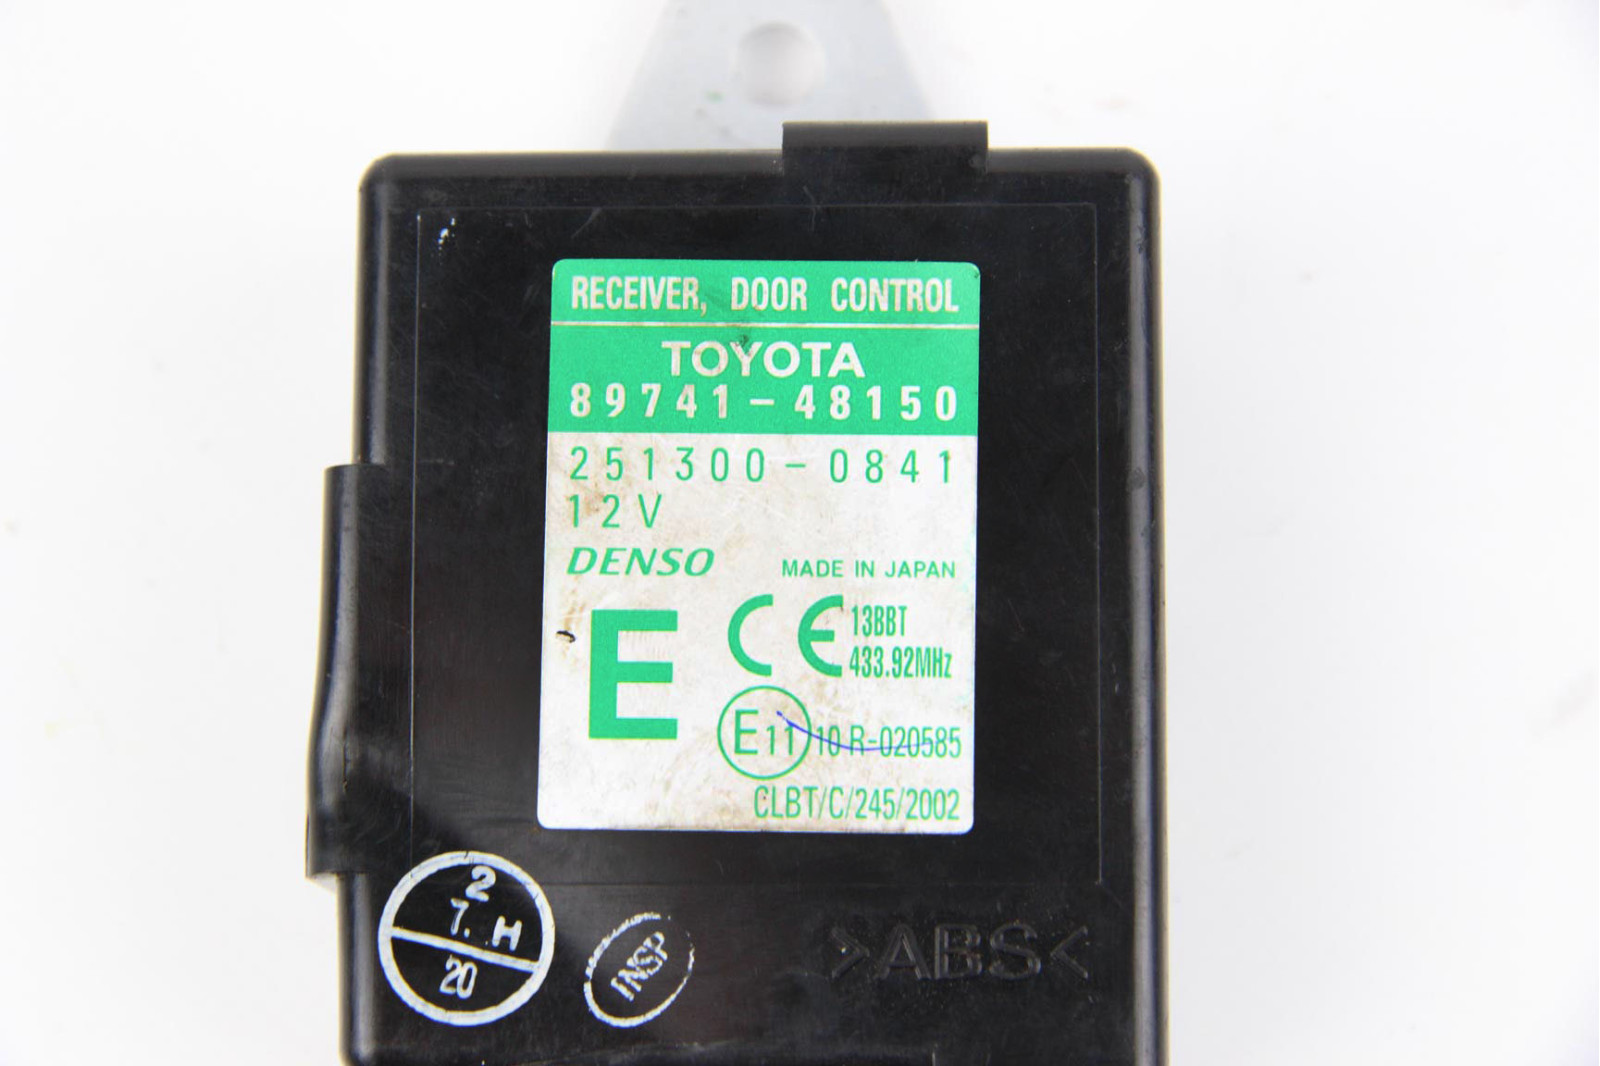 RECEIVER, DOOR CONTROL
TOYOTA
89741-48150
251300-0841
12V
DENSO MADE IN JAPAN
E CE 13BBT
433.92MHz
E11 10 R-020585
CLBT/C/245/2002
2
7. H
20
INSP
>ABS<